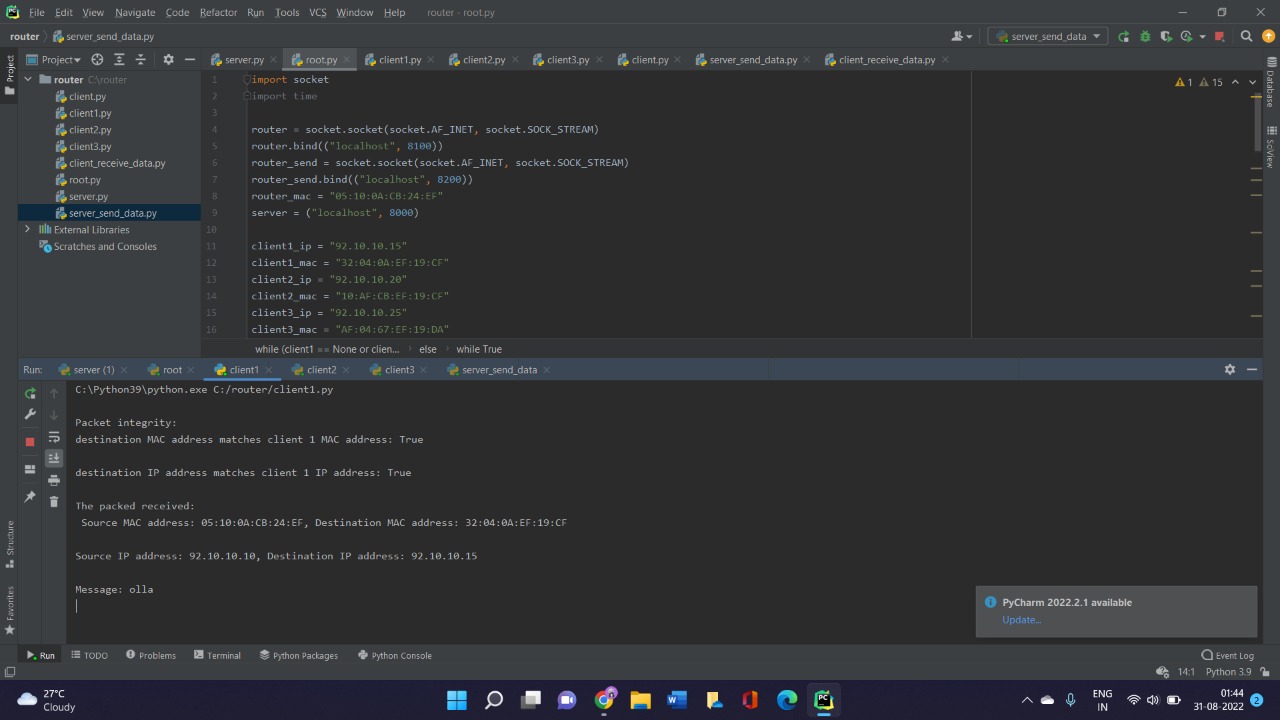 File Edit View Navigate Code Refactor Run Tools VCS Window Help router - root.py
router server_send_data.py server_send_data
Project server.py root.py client1.py client2.py client3.py client.py server_send_data.py client_receive_data.py
Project
router C:\router
client.py
client1.py
client2.py
client3.py
client_receive_data.py
root.py
server.py
server_send_data.py
External Libraries
Scratches and Consoles
1 import socket
2 import time
3
4 router = socket.socket(socket.AF_INET, socket.SOCK_STREAM)
5 router.bind(("localhost", 8100))
6 router_send = socket.socket(socket.AF_INET, socket.SOCK_STREAM)
7 router_send.bind(("localhost", 8200))
8 router_mac = "05:10:0A:CB:24:EF"
9 server = ("localhost", 8000)
10
11 client1_ip = "92.10.10.15"
12 client1_mac = "32:04:0A:EF:19:CF"
13 client2_ip = "92.10.10.20"
14 client2_mac = "10:AF:CB:EF:19:CF"
15 client3_ip = "92.10.10.25"
16 client3_mac = "AF:04:67:EF:19:DA"
1 15
Database
SciView
while (client1 == None or clien... else while True
Run: server (1) root client1 client2 client3 server_send_data
C:\Python39\python.exe C:/router/client1.py
Packet integrity:
destination MAC address matches client 1 MAC address: True
destination IP address matches client 1 IP address: True
The packed received:
Source MAC address: 05:10:0A:CB:24:EF, Destination MAC address: 32:04:0A:EF:19:CF
Source IP address: 92.10.10.10, Destination IP address: 92.10.10.15
Message: olla
Structure
Favorites
PyCharm 2022.2.1 available
Update...
Run TODO Problems Terminal Python Packages Python Console Event Log
14:1 Python 3.9
27°C
Cloudy
ENG
IN
01:44
31-08-2022
2